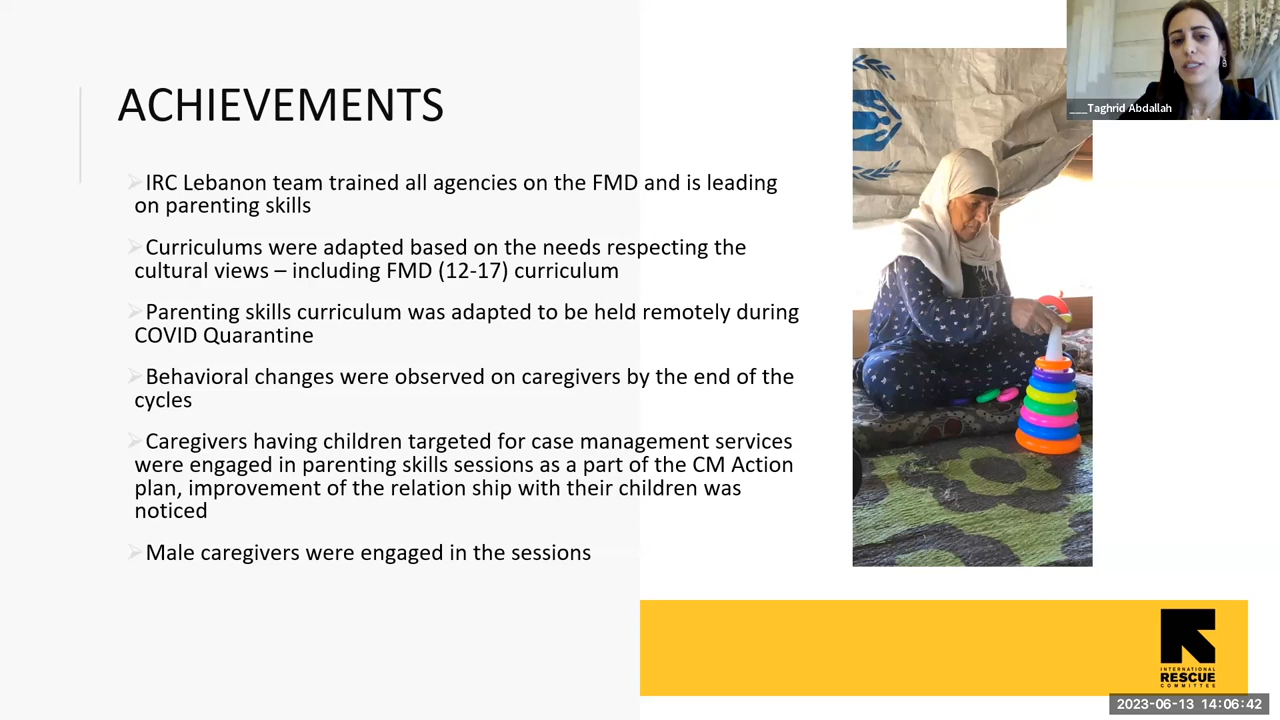 ___Taghrid Abdallah
ACHIEVEMENTS
➢IRC Lebanon team trained all agencies on the FMD and is leading
on parenting skills
➢Curriculums were adapted based on the needs respecting the
cultural views – including FMD (12-17) curriculum
➢Parenting skills curriculum was adapted to be held remotely during
COVID Quarantine
➢Behavioral changes were observed on caregivers by the end of the
cycles
➢Caregivers having children targeted for case management services
were engaged in parenting skills sessions as a part of the CM Action
plan, improvement of the relation ship with their children was
noticed
➢Male caregivers were engaged in the sessions
INTERNATIONAL
RESCUE
COMMITTEE
2023-06-13 14:06:42